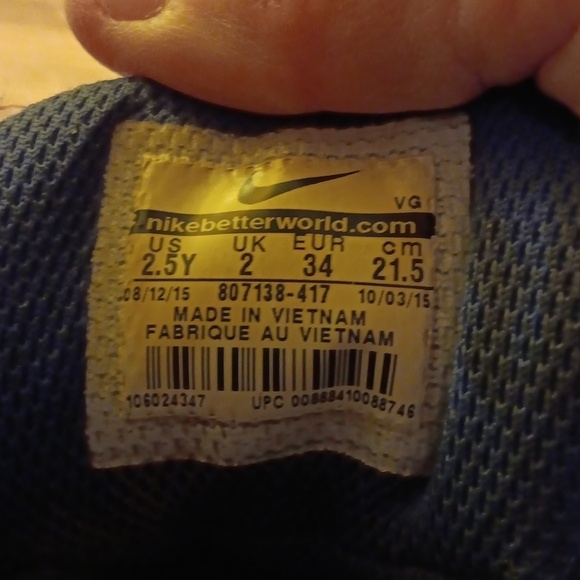 VG
nikebetterworld.com
US UK EUR cm
2.5Y 2 34 21.5
08/12/15 807138-417 10/03/15
MADE IN VIETNAM
FABRIQUE AU VIETNAM
106024347 UPC 00888410088746